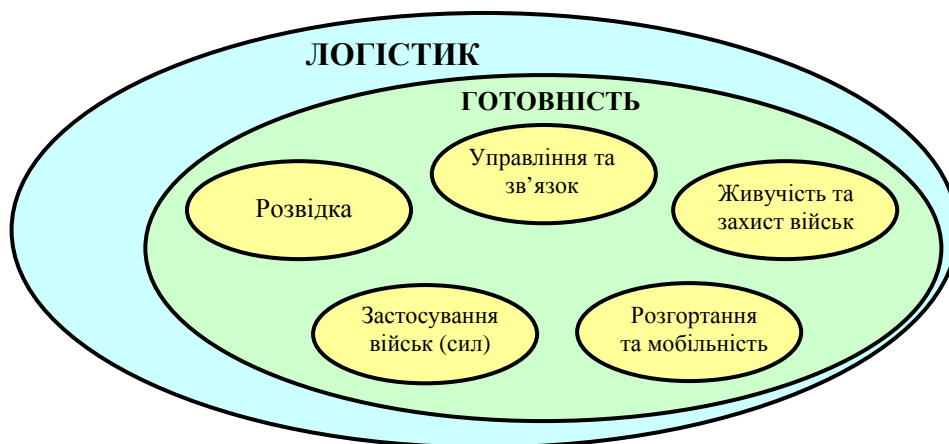 ЛОГІСТИК
ГОТОВНІСТЬ
Управління та
зв’язок
Розвідка
Живучість та
захист військ
Застосування
військ (сил)
Розгортання
та мобільність